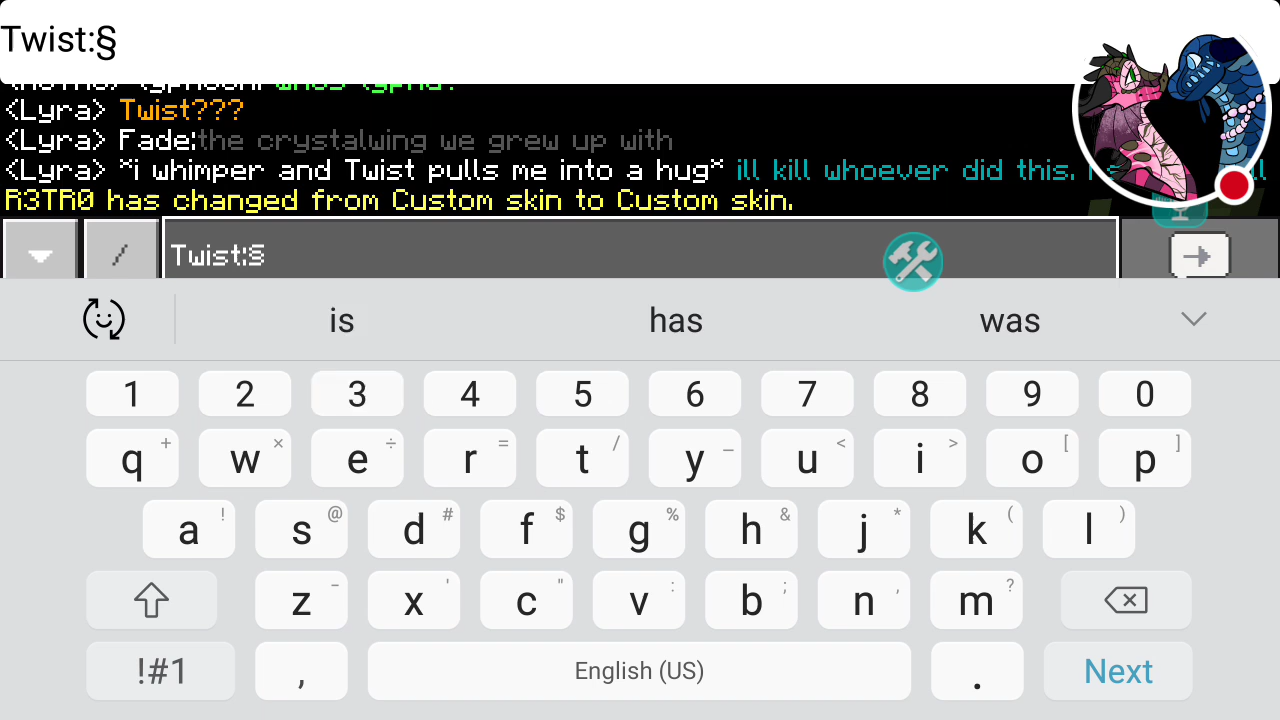 Twist:§
<Lyra> Twist???
<Lyra> Fade:the crystalwing we grew up with
<Lyra> *i whimper and Twist pulls me into a hug* ill kill whoever did this.
R3TR0 has changed from Custom skin to Custom skin.
/ Twist:§
is has was
1 2 3 4 5 6 7 8 9 0
q + w × e ÷ r = t / y _ u < i > o [ p ]
a ! s @ d # f $ g % h & j * k ( l )
z - x ' c " v : b ; n , m ?
!#1 , English (US) . Next